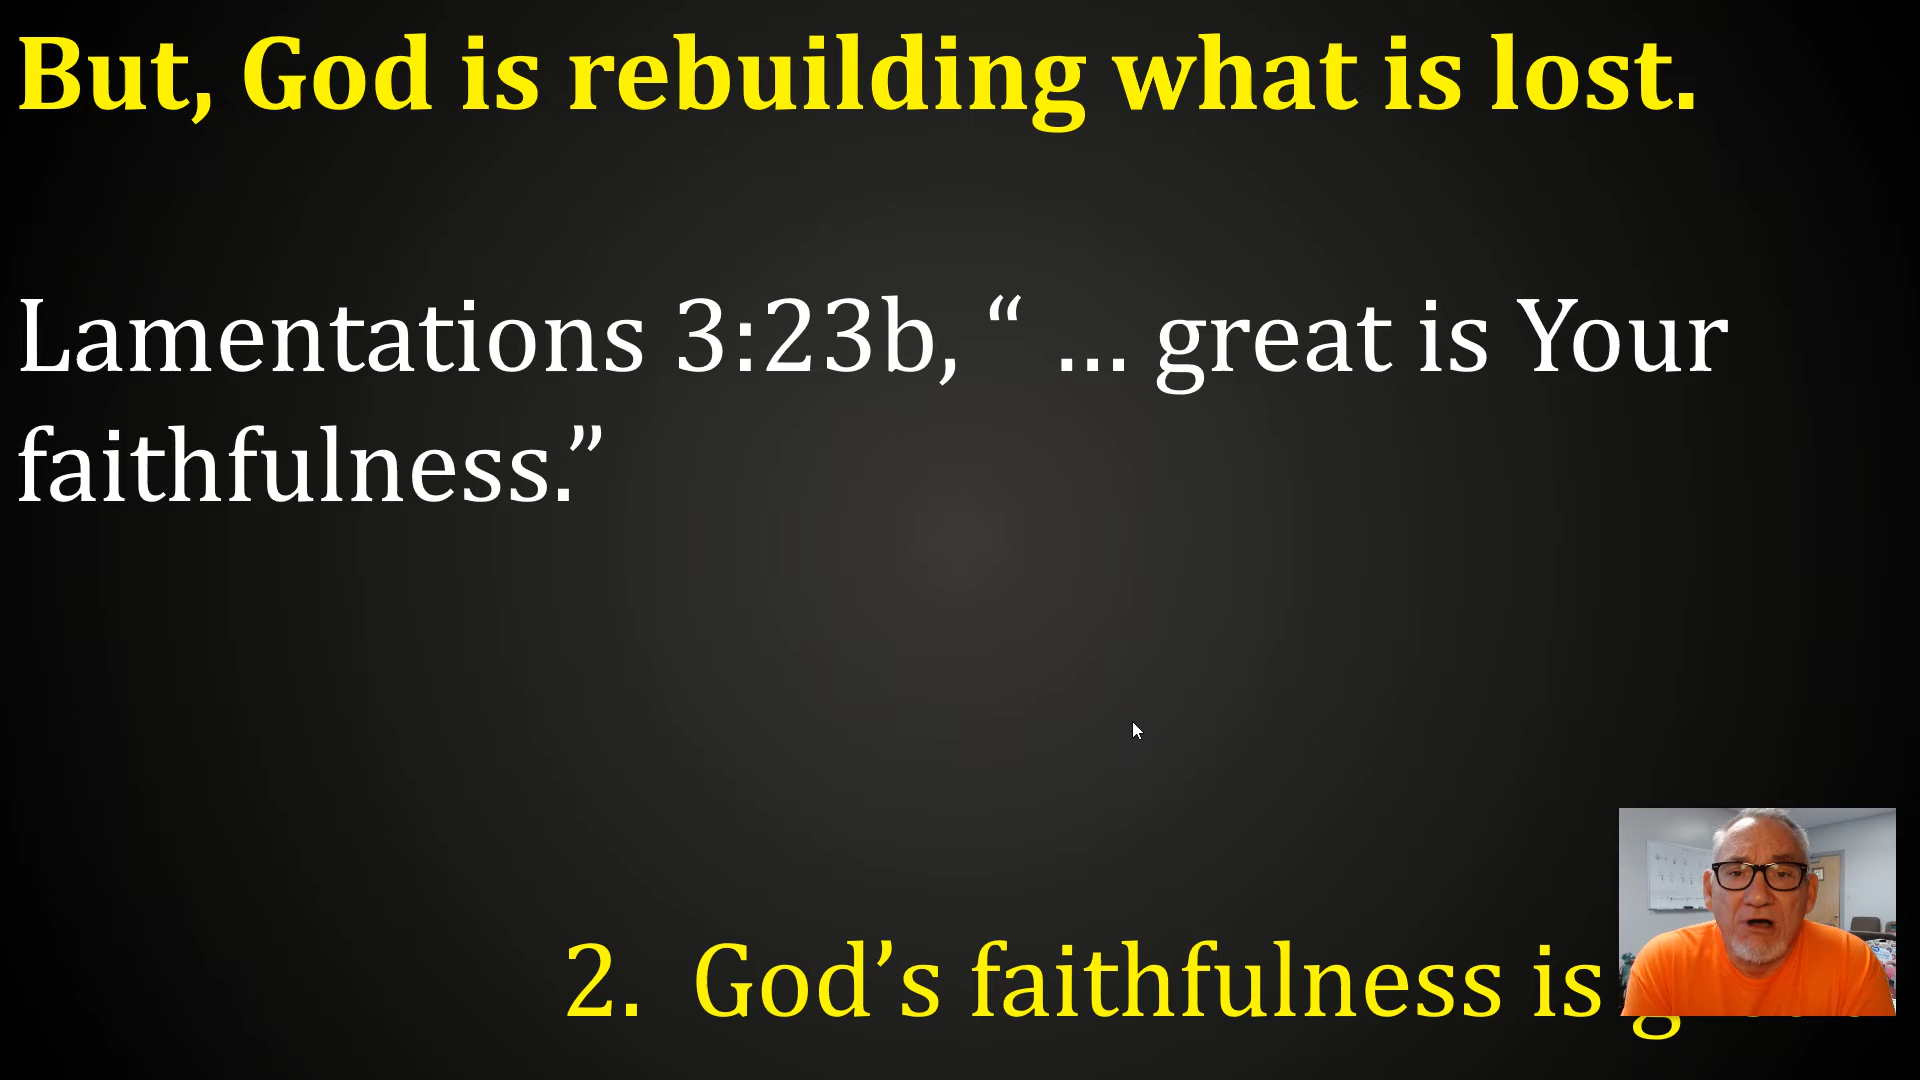 But, God is rebuilding what is lost.
Lamentations 3:23b, “ … great is Your
faithfulness.”
2. God’s faithfulness is